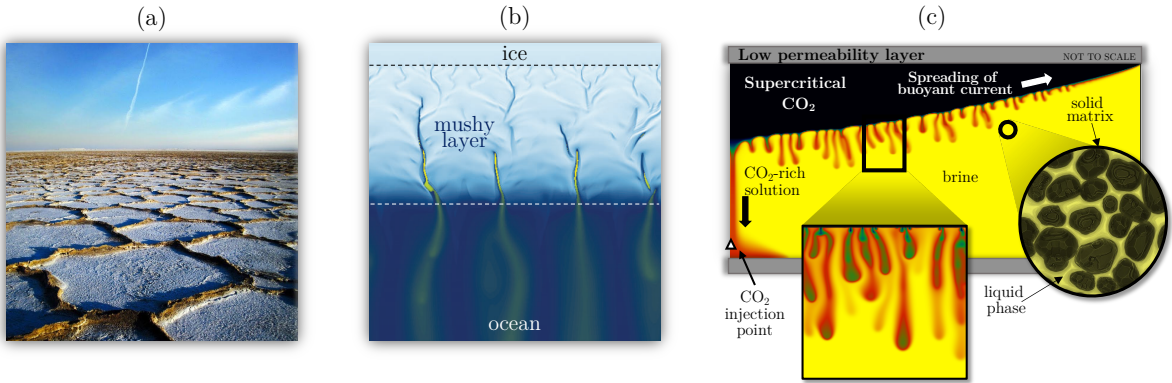 (a)
(b)
(c)
ice
mushy
layer
ocean
Low permeability layer
NOT TO SCALE
Supercritical
CO₂
Spreading of
buoyant current
solid
matrix
CO₂-rich
solution
brine
CO₂
injection
point
liquid
phase